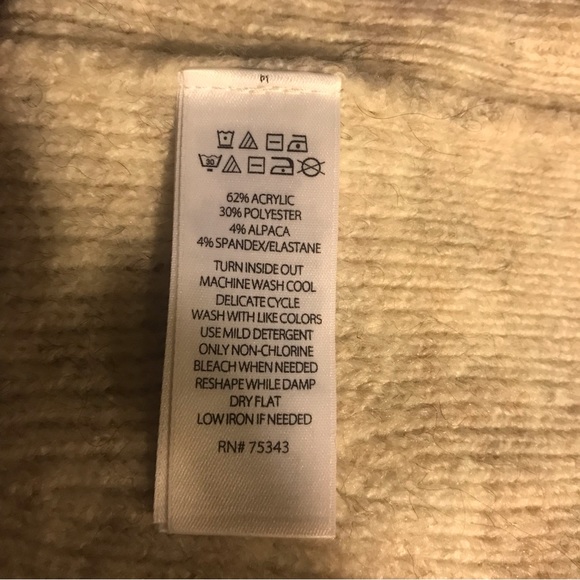 30
62% ACRYLIC
30% POLYESTER
4% ALPACA
4% SPANDEX/ELASTANE
TURN INSIDE OUT
MACHINE WASH COOL
DELICATE CYCLE
WASH WITH LIKE COLORS
USE MILD DETERGENT
ONLY NON-CHLORINE
BLEACH WHEN NEEDED
RESHAPE WHILE DAMP
DRY FLAT
LOW IRON IF NEEDED
RN# 75343